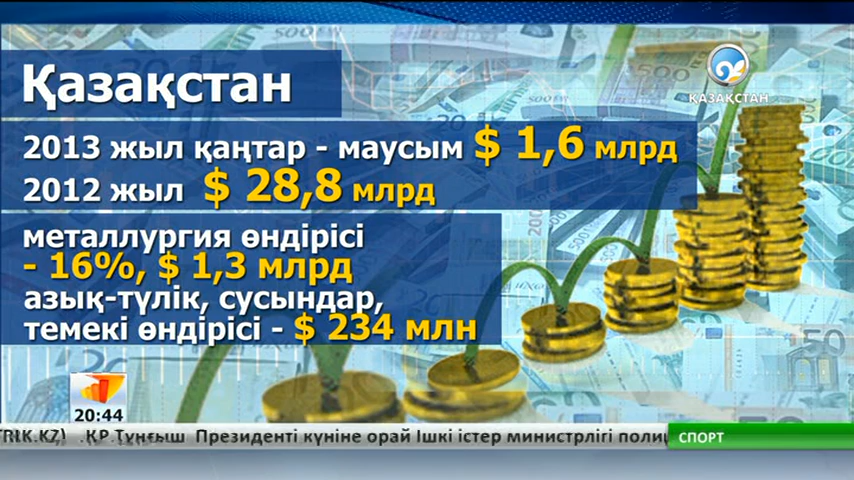 Қазақстан
ҚАЗАҚСТАН
2013 жыл қаңтар - маусым $ 1,6 млрд
2012 жыл $ 28,8 млрд
металлургия өндірісі
- 16%, $ 1,3 млрд
азық-түлік, сусындар,
темекі өндірісі - $ 234 млн
20:44
TRIK.KZ) ҚР Тұңғыш Президенті күніне орай Ішкі істер министрлігі СПОРТ